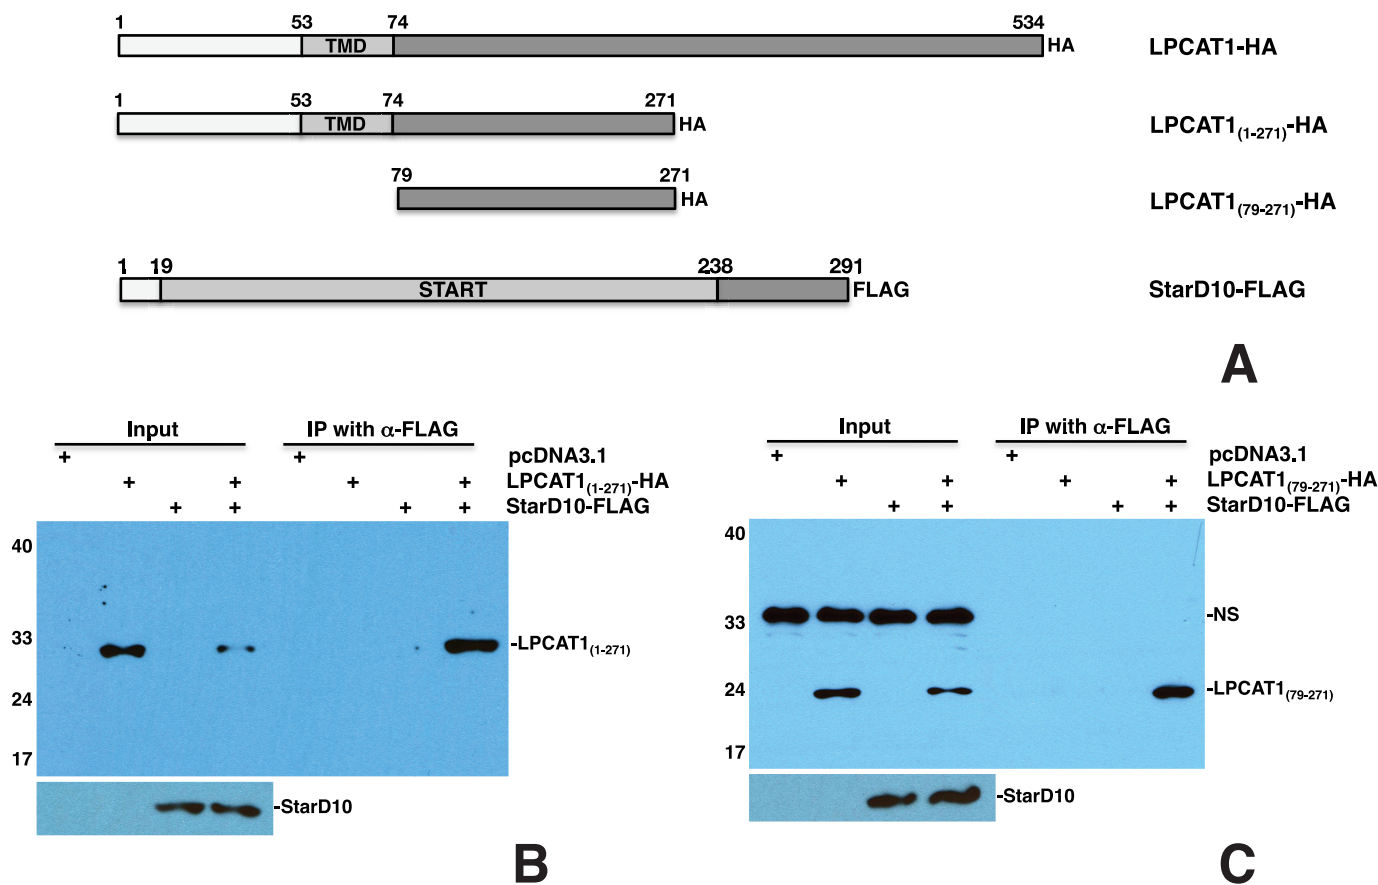 1 53 74 534
TMD HA LPCAT1-HA
1 53 74 271
TMD HA LPCAT1(1-271)-HA
79 271
HA LPCAT1(79-271)-HA
1 19 238 291
START FLAG StarD10-FLAG
A
Input IP with α-FLAG
+ + pcDNA3.1
+ + + + LPCAT1(1-271)-HA
+ + + + StarD10-FLAG
40
33
-LPCAT1(1-271)
24
17
-StarD10
B
Input IP with α-FLAG
+ + pcDNA3.1
+ + + + LPCAT1(79-271)-HA
+ + + + StarD10-FLAG
40
-NS
33
24 -LPCAT1(79-271)
17
-StarD10
C